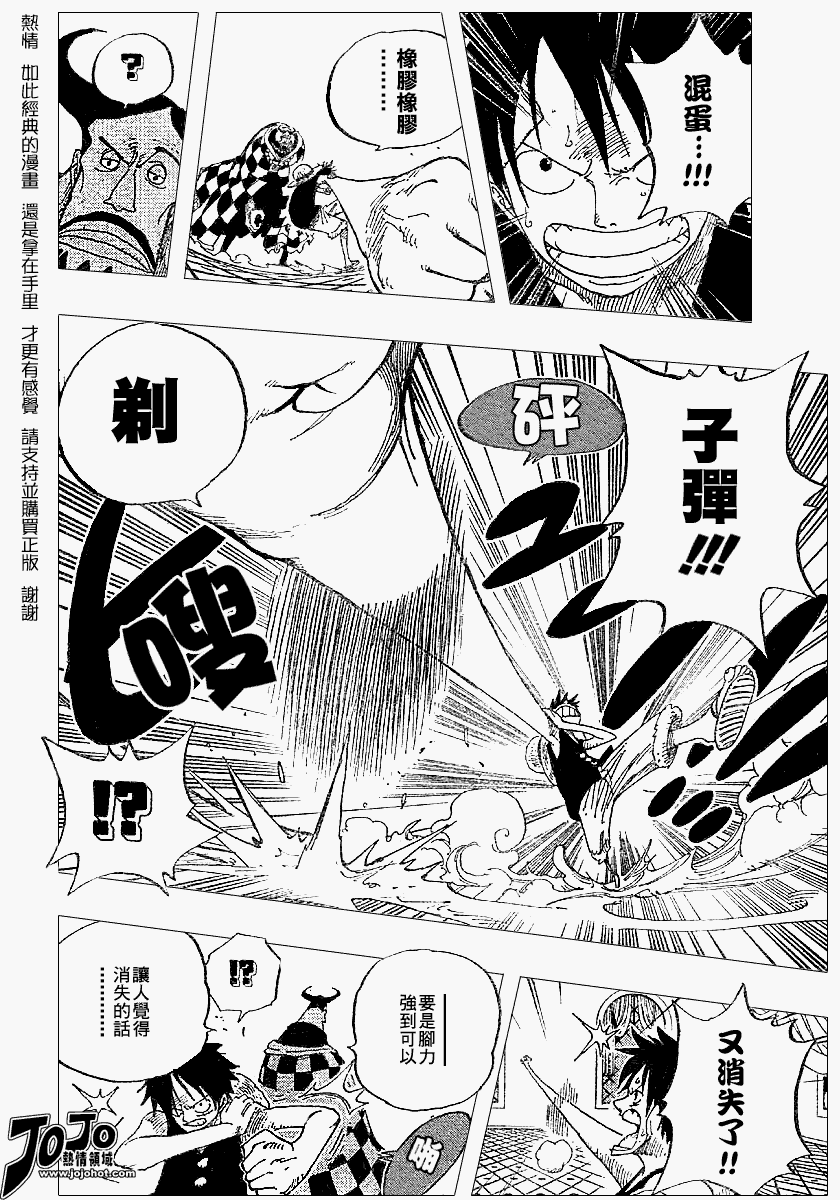 混蛋…!!!
橡膠橡膠
………
?
子彈!!!
砰
剃
嗖
!?
又消失了!!
要是腳力
強到可以
!?
讓人覺得
消失的話
………
熱情 如此經典的漫畫 還是拿在手里 才更有感覺 請支持並購買正版 謝謝
JOJO
熱情領域
www.jojohot.com